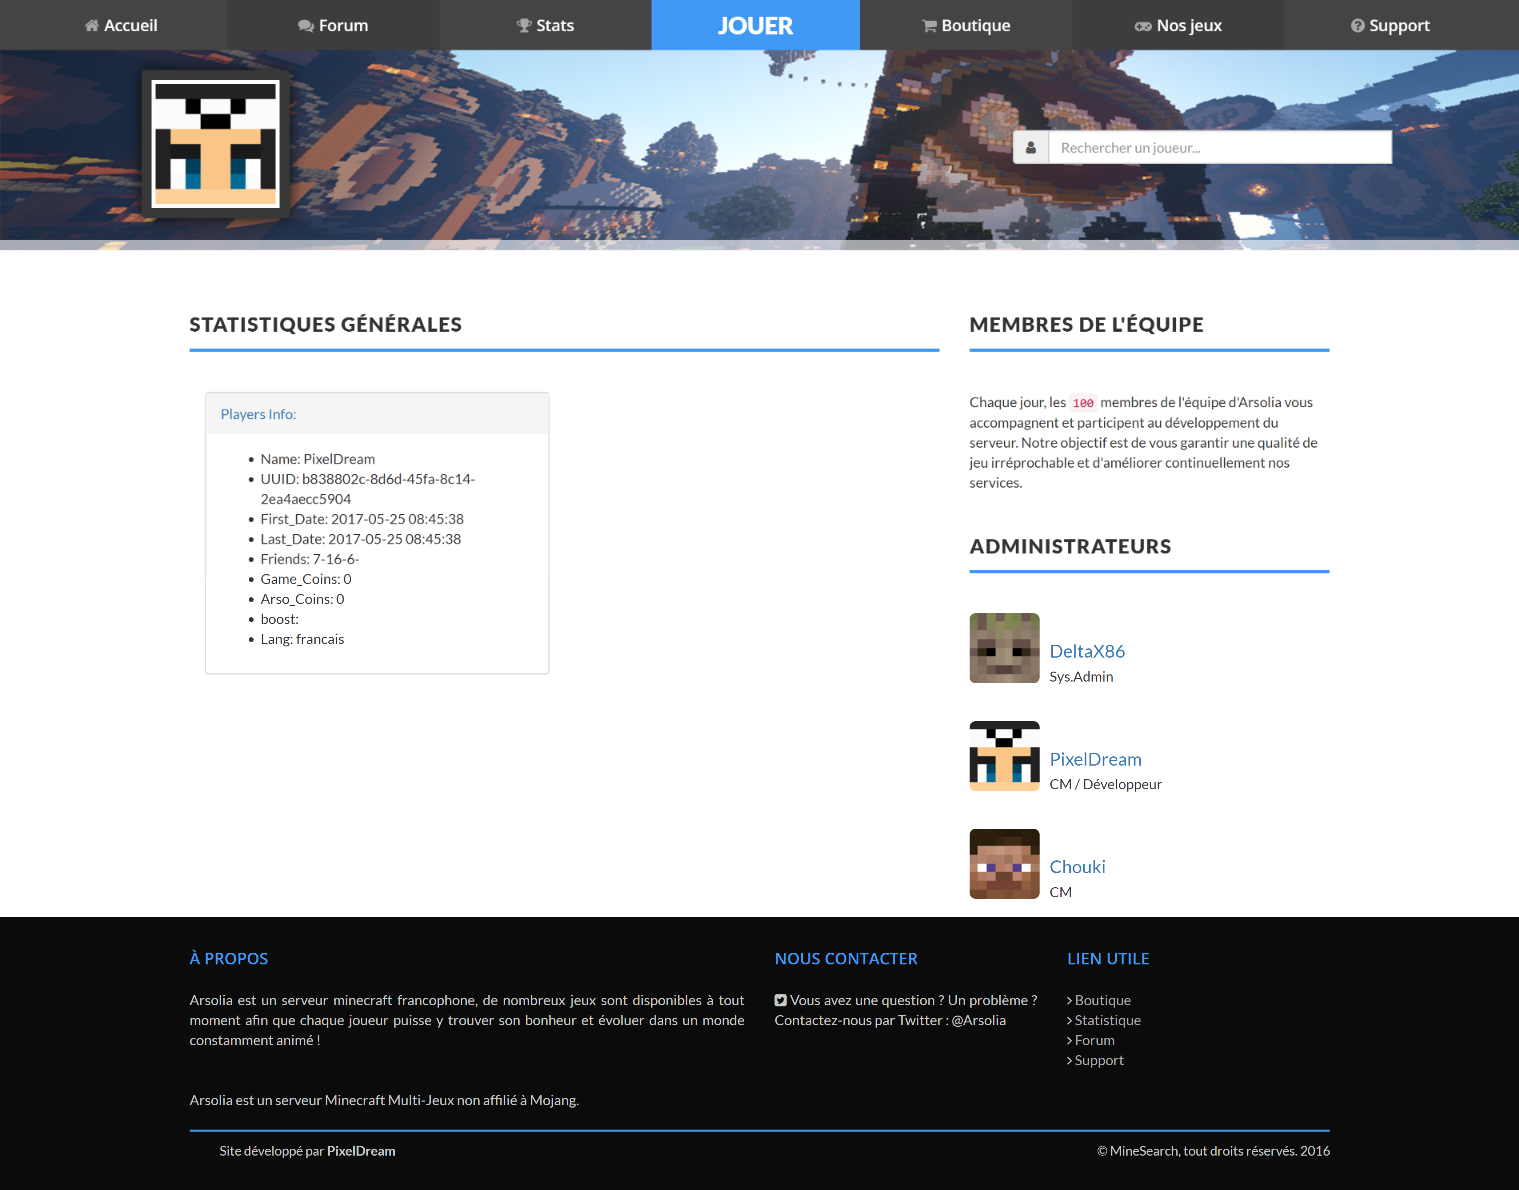 Accueil
Forum
Stats
JOUER
Boutique
Nos jeux
Support
Rechercher un joueur...
STATISTIQUES GÉNÉRALES
Players Info:
Name: PixelDream
UUID: b838802c-8d6d-45fa-8c14-
2ea4aecc5904
First_Date: 2017-05-25 08:45:38
Last_Date: 2017-05-25 08:45:38
Friends: 7-16-6-
Game_Coins: 0
Arso_Coins: 0
boost:
Lang: francais
MEMBRES DE L'ÉQUIPE
Chaque jour, les 100 membres de l'équipe d'Arsolia vous
accompagnent et participent au développement du
serveur. Notre objectif est de vous garantir une qualité de
jeu irréprochable et d'améliorer continuellement nos
services.
ADMINISTRATEURS
DeltaX86
Sys.Admin
PixelDream
CM / Développeur
Chouki
CM
À PROPOS
Arsolia est un serveur minecraft francophone, de nombreux jeux sont disponibles à tout
moment afin que chaque joueur puisse y trouver son bonheur et évoluer dans un monde
constamment animé !
Arsolia est un serveur Minecraft Multi-Jeux non affilié à Mojang.
NOUS CONTACTER
Vous avez une question ? Un problème ?
Contactez-nous par Twitter : @Arsolia
LIEN UTILE
Boutique
Statistique
Forum
Support
Site développé par PixelDream
© MineSearch, tout droits réservés. 2016